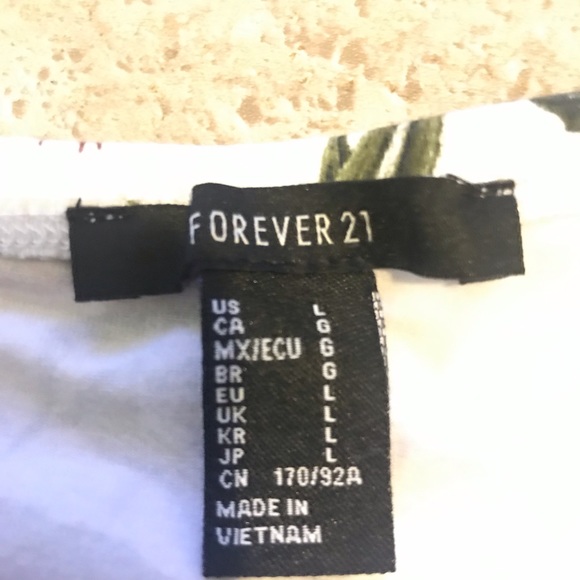 FOREVER 21
US L
CA G
MX/ECU G
BR G
EU L
UK L
KR L
JP L
CN 170/92A
MADE IN
VIETNAM